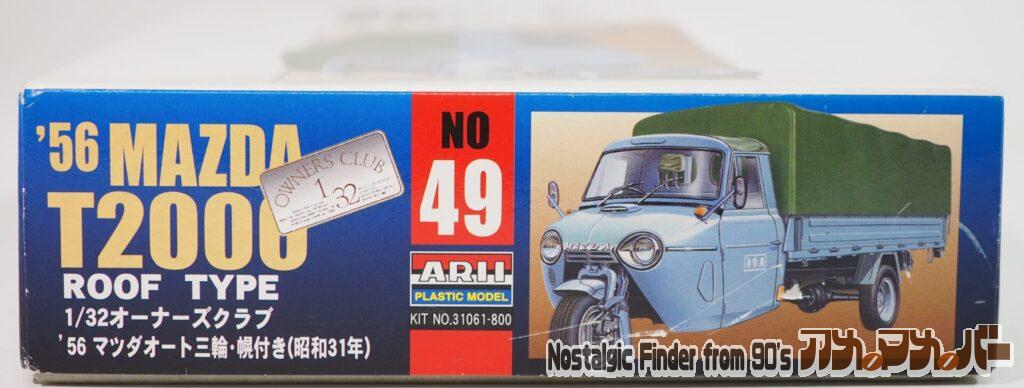 '56 MAZDA
T2000
ROOF TYPE
1/32オーナーズクラブ
'56 マツダオート三輪・幌付き(昭和31年)
OWNERS CLUB
1/32
NO
49
ARII
PLASTIC MODEL
KIT NO.31061-800
MAZDA
Nostalgic Finder from 90's